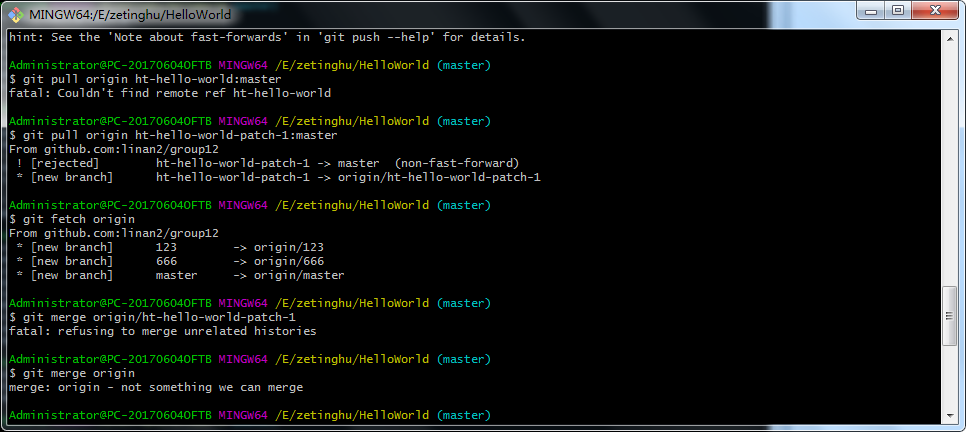 MINGW64:/E/zetinghu/HelloWorld
hint: See the 'Note about fast-forwards' in 'git push --help' for details.
Administrator@PC-201706040FTB MINGW64 /E/zetinghu/HelloWorld (master)
$ git pull origin ht-hello-world:master
fatal: Couldn't find remote ref ht-hello-world
Administrator@PC-201706040FTB MINGW64 /E/zetinghu/HelloWorld (master)
$ git pull origin ht-hello-world-patch-1:master
From github.com:linan2/group12
 ! [rejected]        ht-hello-world-patch-1 -> master  (non-fast-forward)
 * [new branch]      ht-hello-world-patch-1 -> origin/ht-hello-world-patch-1
Administrator@PC-201706040FTB MINGW64 /E/zetinghu/HelloWorld (master)
$ git fetch origin
From github.com:linan2/group12
 * [new branch]      123        -> origin/123
 * [new branch]      666        -> origin/666
 * [new branch]      master     -> origin/master
Administrator@PC-201706040FTB MINGW64 /E/zetinghu/HelloWorld (master)
$ git merge origin/ht-hello-world-patch-1
fatal: refusing to merge unrelated histories
Administrator@PC-201706040FTB MINGW64 /E/zetinghu/HelloWorld (master)
$ git merge origin
merge: origin - not something we can merge
Administrator@PC-201706040FTB MINGW64 /E/zetinghu/HelloWorld (master)